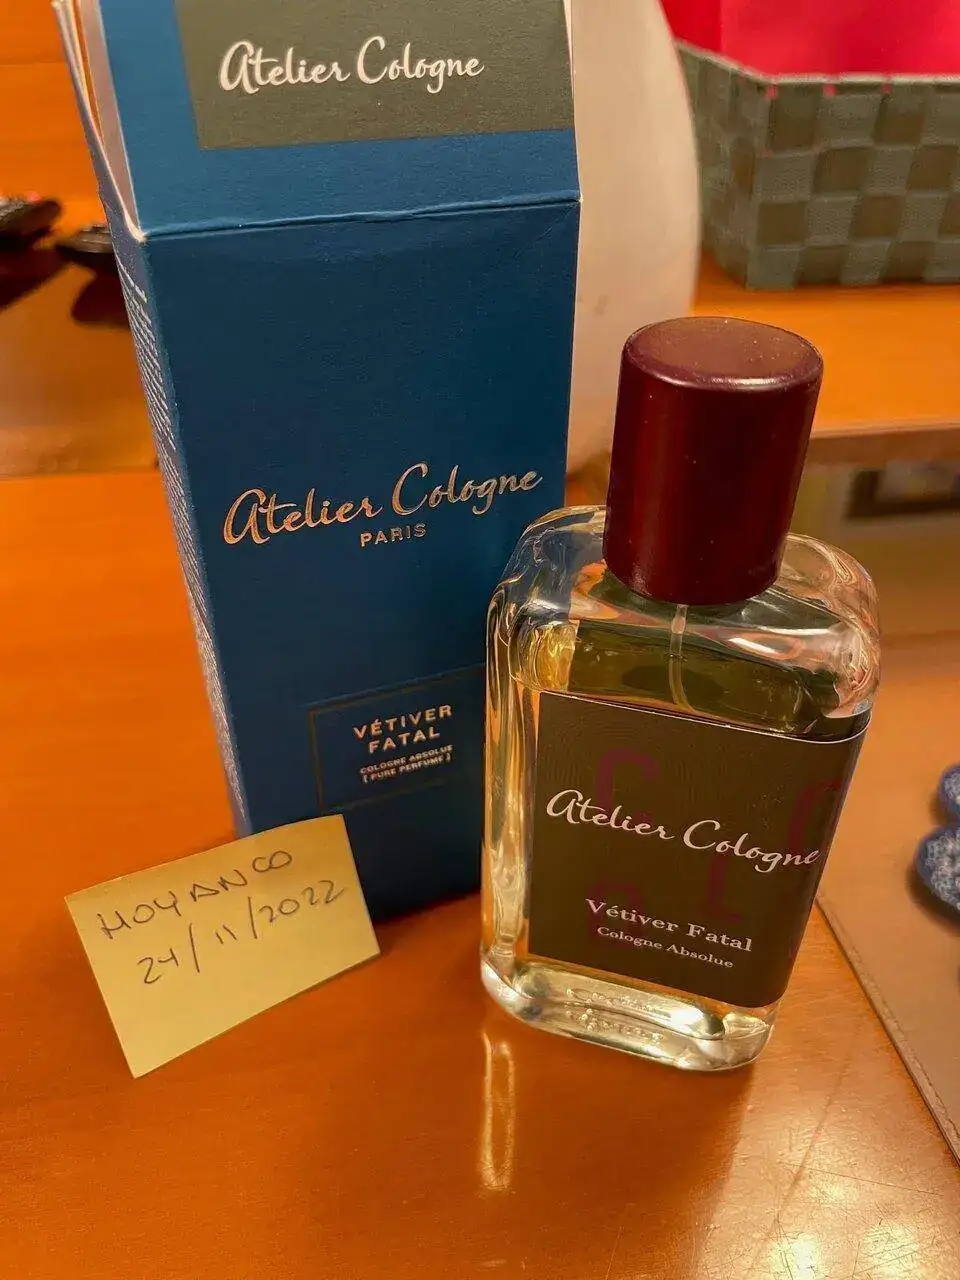 Atelier Cologne
Atelier Cologne
PARIS
VÉTIVER
FATAL
COLOGNE ABSOLUE
[ PURE PERFUME ]
Atelier Cologne
Vétiver Fatal
Cologne Absolue
MOYANCO
24/11/2022